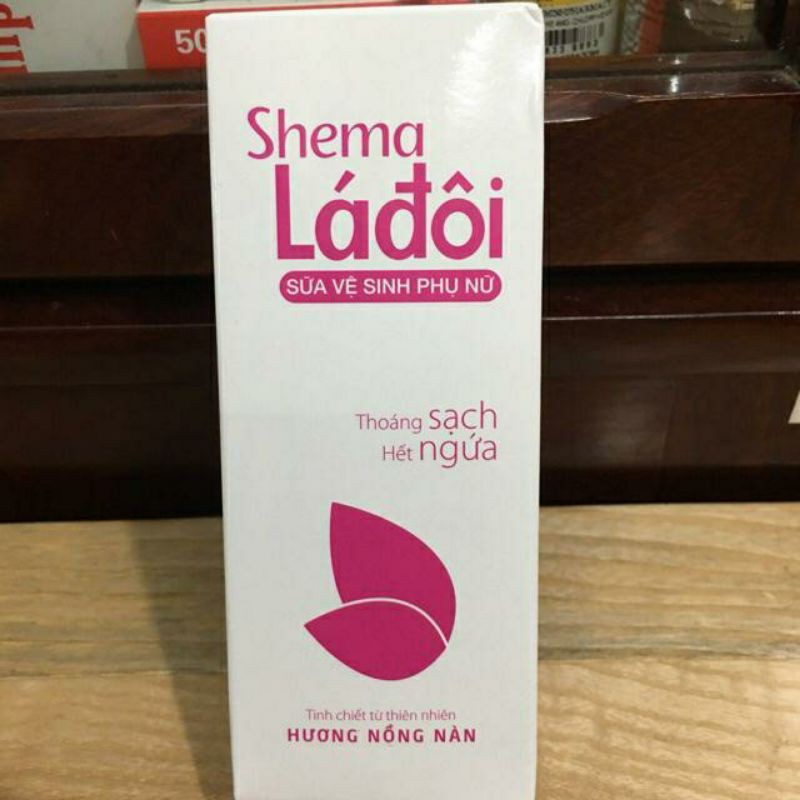 50
Shema
Láđôi
SỮA VỆ SINH PHỤ NỮ
Thoáng sạch
Hết ngứa
Tinh chiết từ thiên nhiên
HƯƠNG NỒNG NÀN